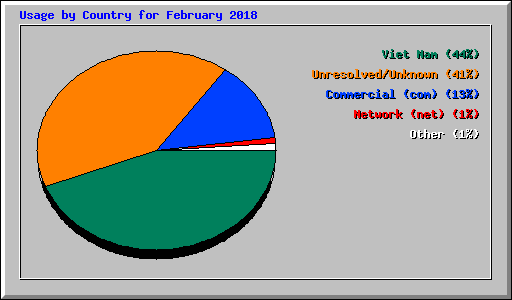 Usage by Country for February 2018
Viet Nam (44%)
Unresolved/Unknown (41%)
Commercial (com) (13%)
Network (net) (1%)
Other (1%)